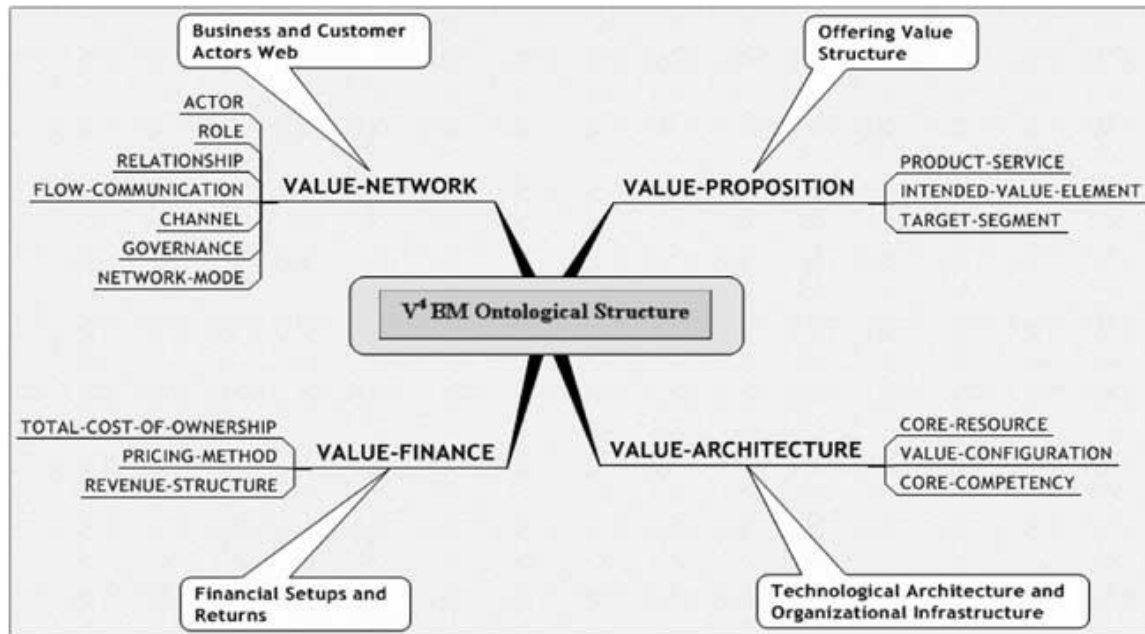 Business and Customer
Actors Web
Offering Value
Structure
ACTOR
ROLE
RELATIONSHIP
FLOW-COMMUNICATION
CHANNEL
GOVERNANCE
NETWORK-MODE
VALUE-NETWORK
VALUE-PROPOSITION
PRODUCT-SERVICE
INTENDED-VALUE-ELEMENT
TARGET-SEGMENT
V⁴ BM Ontological Structure
TOTAL-COST-OF-OWNERSHIP
PRICING-METHOD
REVENUE-STRUCTURE
VALUE-FINANCE
VALUE-ARCHITECTURE
CORE-RESOURCE
VALUE-CONFIGURATION
CORE-COMPETENCY
Financial Setups and
Returns
Technological Architecture and
Organizational Infrastructure